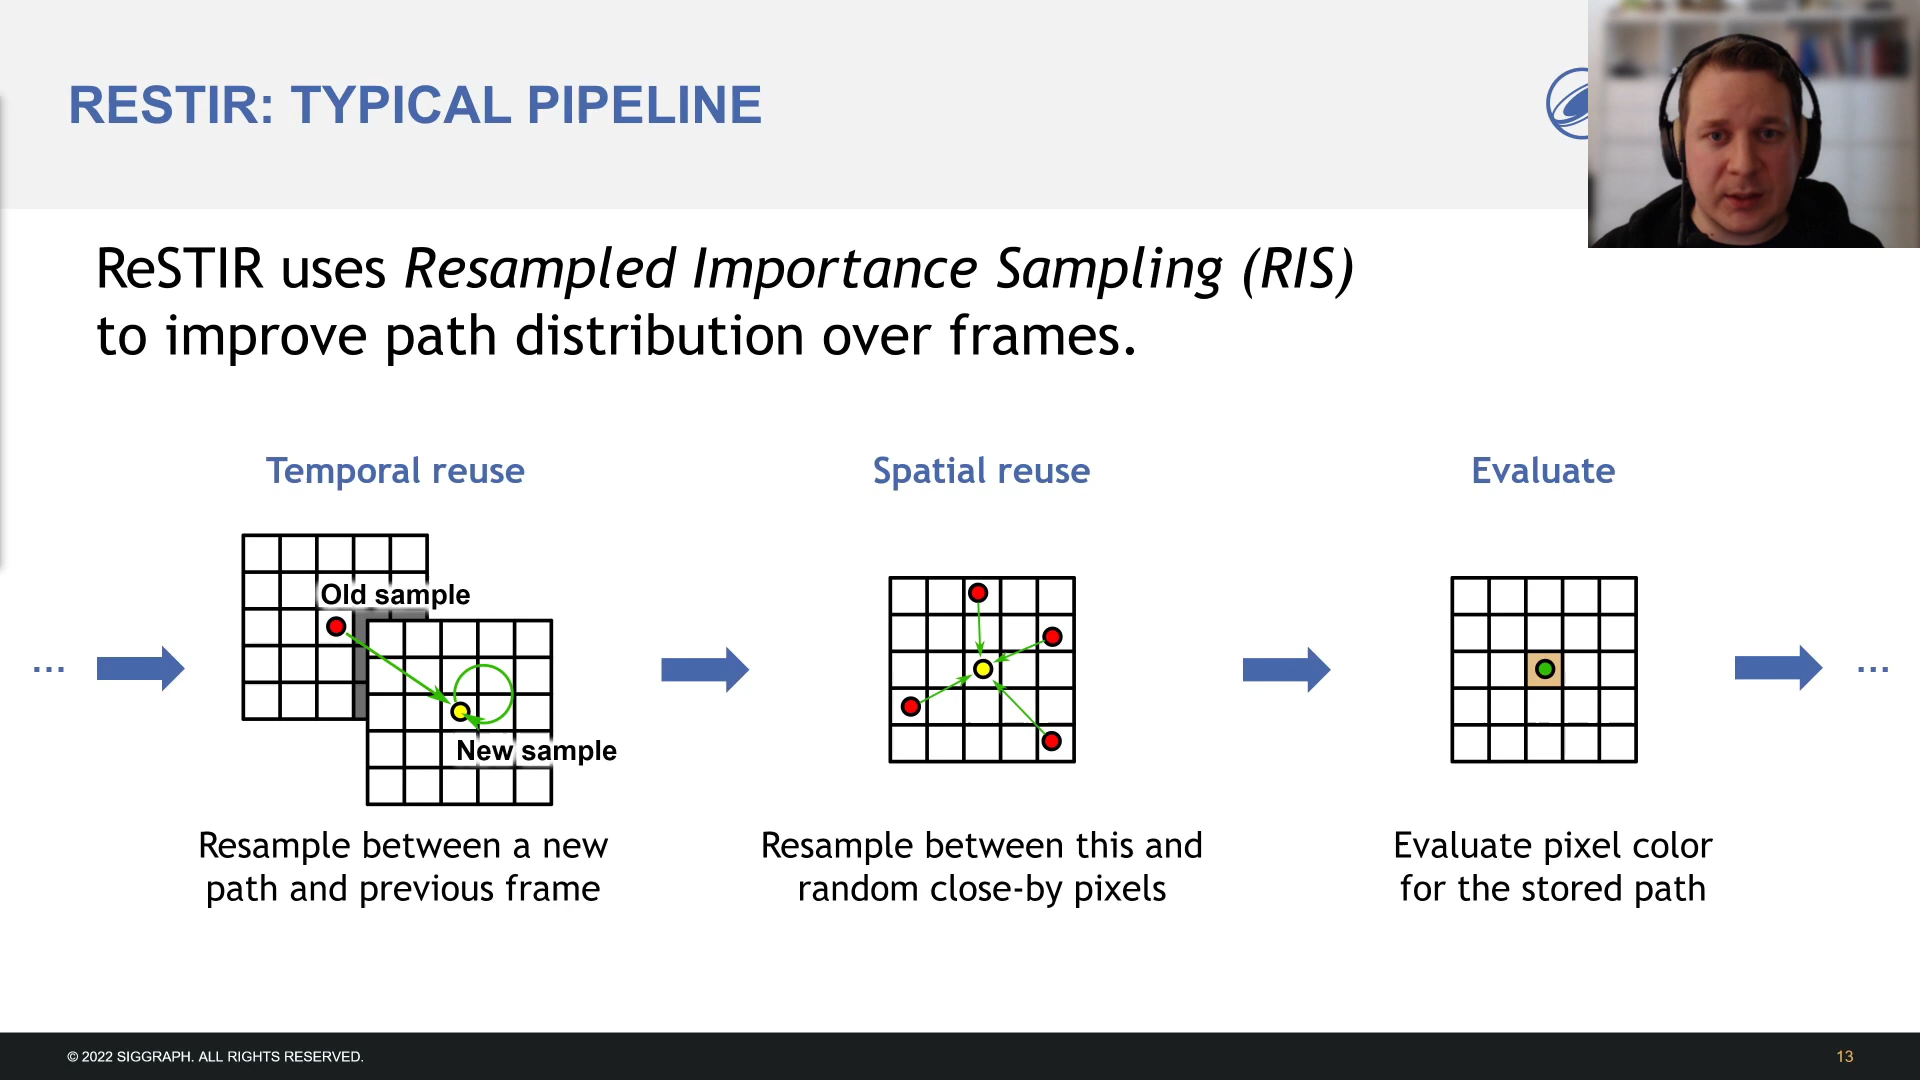 RESTIR: TYPICAL PIPELINE
ReSTIR uses Resampled Importance Sampling (RIS)
to improve path distribution over frames.
Temporal reuse
Spatial reuse
Evaluate
Old sample
...
...
New sample
Resample between a new
path and previous frame
Resample between this and
random close-by pixels
Evaluate pixel color
for the stored path
© 2022 SIGGRAPH. ALL RIGHTS RESERVED.
13